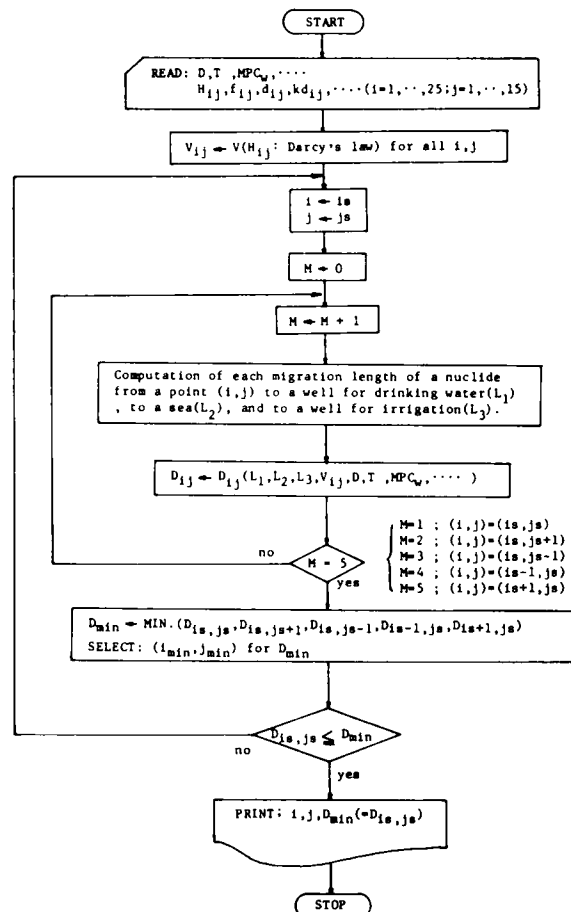 START
READ: D,T ,MPC_w,····
H_ij,f_ij,d_ij,kd_ij,····(i=1,··,25;j=1,··,15)
V_ij ← V(H_ij: Darcy's law) for all i,j
i ← is
j ← js
M ← 0
M ← M + 1
Computation of each migration length of a nuclide
from a point (i,j) to a well for drinking water(L_1)
, to a sea(L_2), and to a well for irrigation(L_3).
D_ij ← D_ij(L_1,L_2,L_3,V_ij,D,T ,MPC_w,···· )
no
M = 5
yes
M=1 ; (i,j)=(is,js)
M=2 ; (i,j)=(is,js+1)
M=3 ; (i,j)=(is,js-1)
M=4 ; (i,j)=(is-1,js)
M=5 ; (i,j)=(is+1,js)
D_min ← MIN.(D_is,js,D_is,js+1,D_is,js-1,D_is-1,js,D_is+1,js)
SELECT: (i_min,j_min) for D_min
D_is,js ≦ D_min
no
yes
PRINT; i,j,D_min(=D_is,js)
STOP